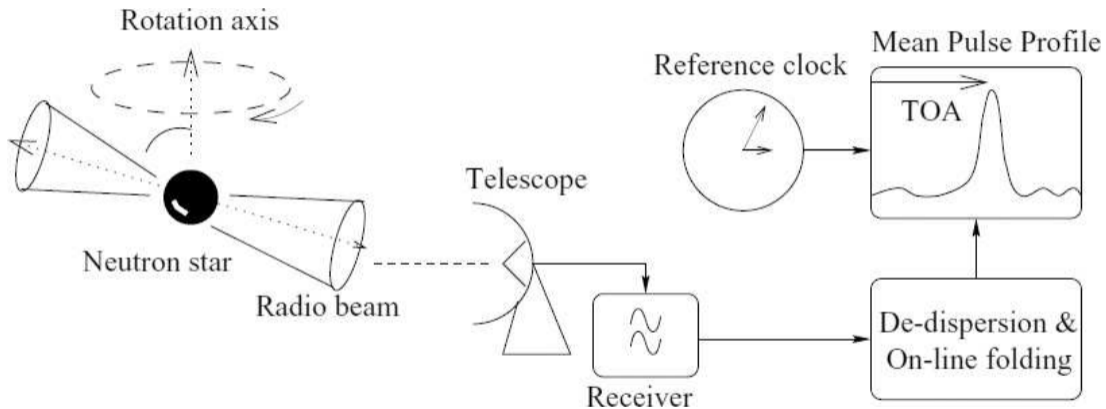 Rotation axis
Mean Pulse Profile
Reference clock
TOA
Telescope
Neutron star
Radio beam
De-dispersion &
On-line folding
Receiver